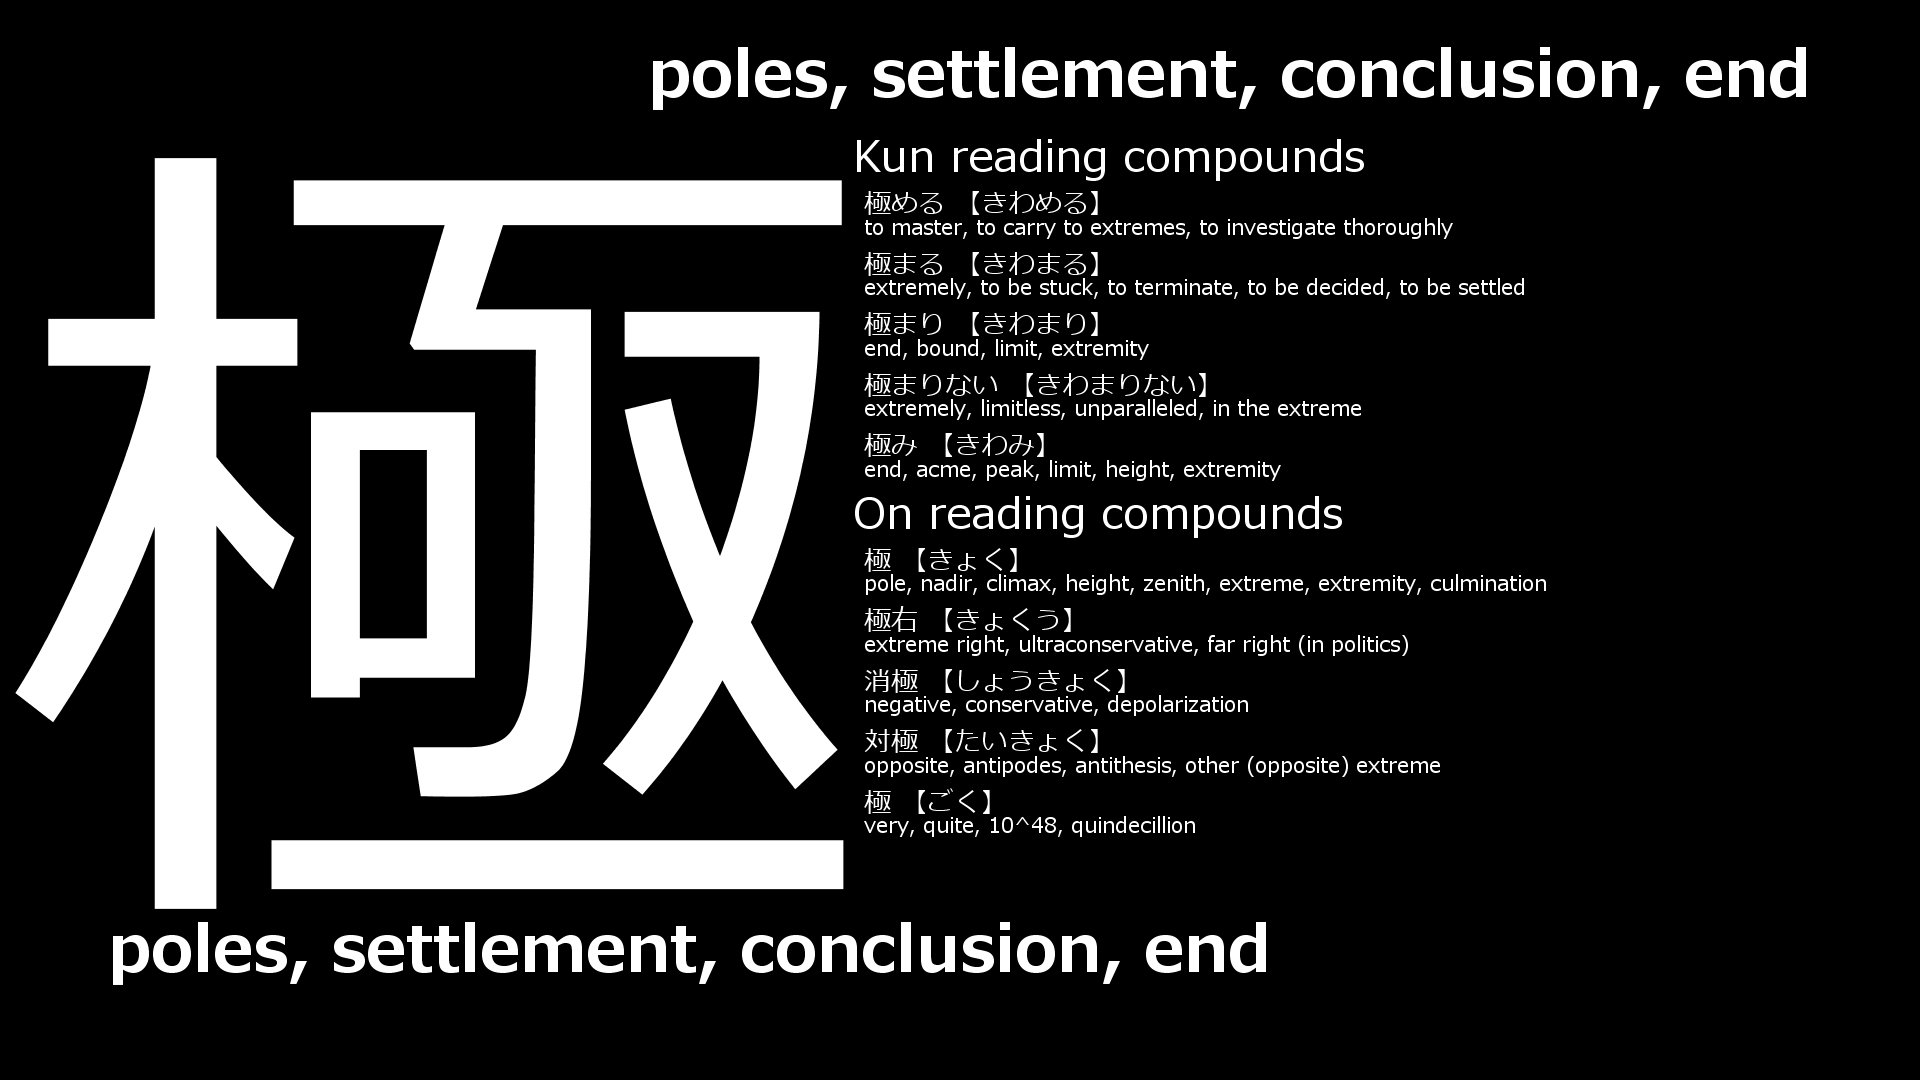 poles, settlement, conclusion, end
極
Kun reading compounds
極める 【きわめる】
to master, to carry to extremes, to investigate thoroughly
極まる 【きわまる】
extremely, to be stuck, to terminate, to be decided, to be settled
極まり 【きわまり】
end, bound, limit, extremity
極まりない 【きわまりない】
extremely, limitless, unparalleled, in the extreme
極み 【きわみ】
end, acme, peak, limit, height, extremity
On reading compounds
極 【きょく】
pole, nadir, climax, height, zenith, extreme, extremity, culmination
極右 【きょくう】
extreme right, ultraconservative, far right (in politics)
消極 【しょうきょく】
negative, conservative, depolarization
対極 【たいきょく】
opposite, antipodes, antithesis, other (opposite) extreme
極 【ごく】
very, quite, 10^48, quindecillion
poles, settlement, conclusion, end